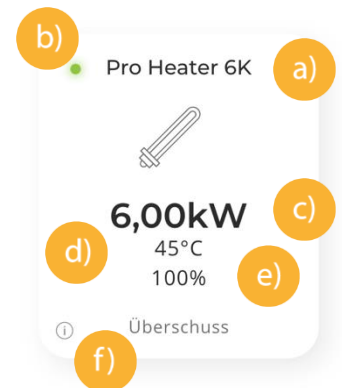 b)
Pro Heater 6K a)
6,00kW c)
d) 45°C
100% e)
i Überschuss
f)